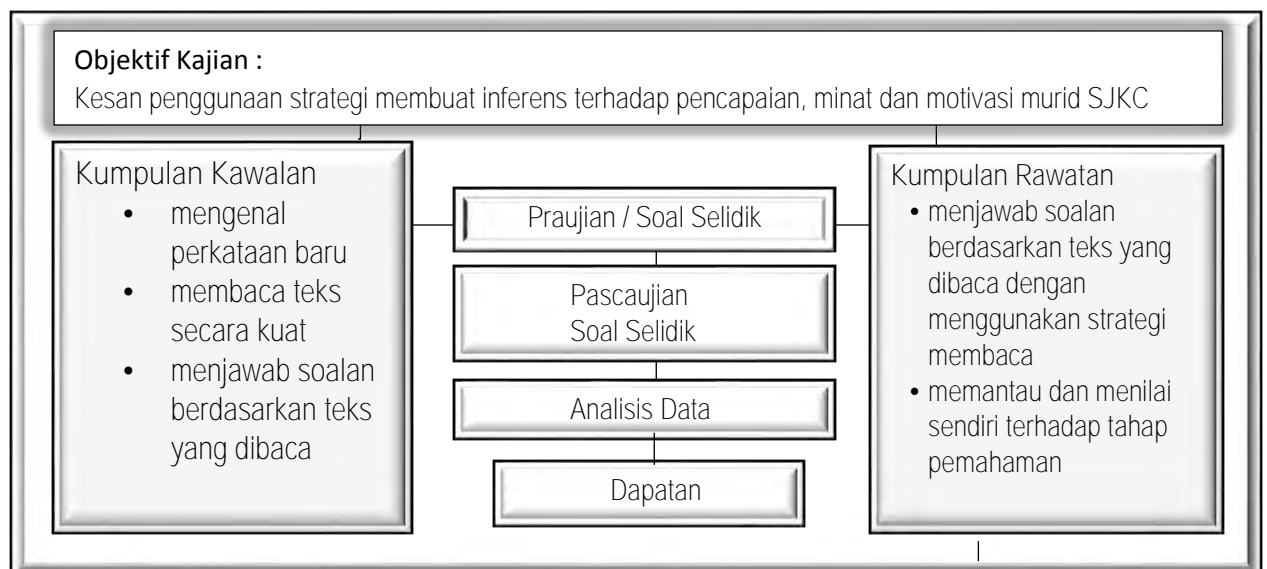 Objektif Kajian :
Kesan penggunaan strategi membuat inferens terhadap pencapaian, minat dan motivasi murid SJKC
Kumpulan Kawalan
• mengenal
perkataan baru
• membaca teks
secara kuat
• menjawab soalan
berdasarkan teks
yang dibaca
Praujian / Soal Selidik
Pascaujian
Soal Selidik
Analisis Data
Dapatan
Kumpulan Rawatan
• menjawab soalan
berdasarkan teks yang
dibaca dengan
menggunakan strategi
membaca
• memantau dan menilai
sendiri terhadap tahap
pemahaman